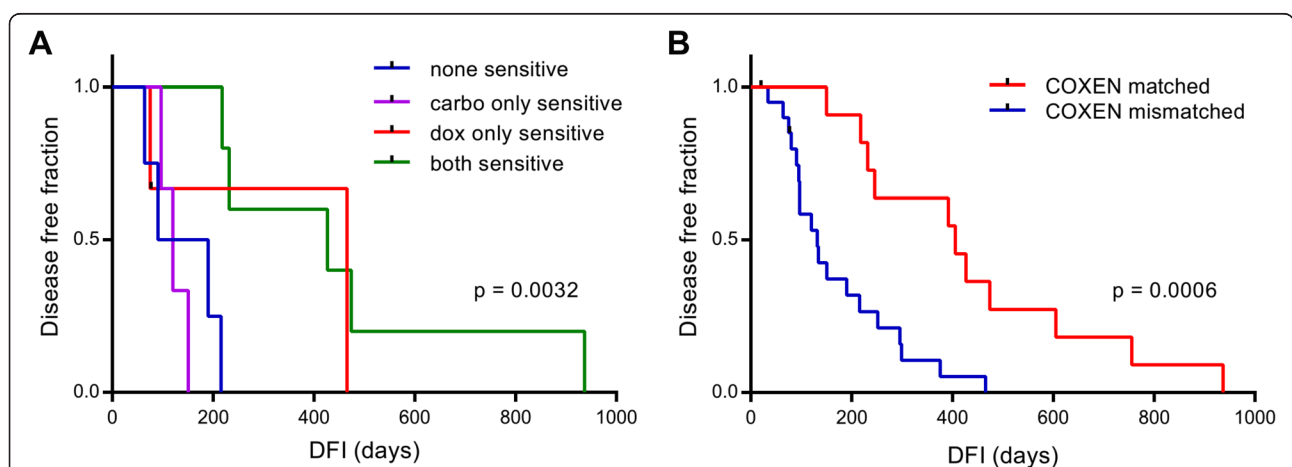 A
none sensitive
carbo only sensitive
dox only sensitive
both sensitive
1.0
0.5
0.0
Disease free fraction
p = 0.0032
0 200 400 600 800 1000
DFI (days)
B
COXEN matched
COXEN mismatched
1.0
0.5
0.0
Disease free fraction
p = 0.0006
0 200 400 600 800 1000
DFI (days)